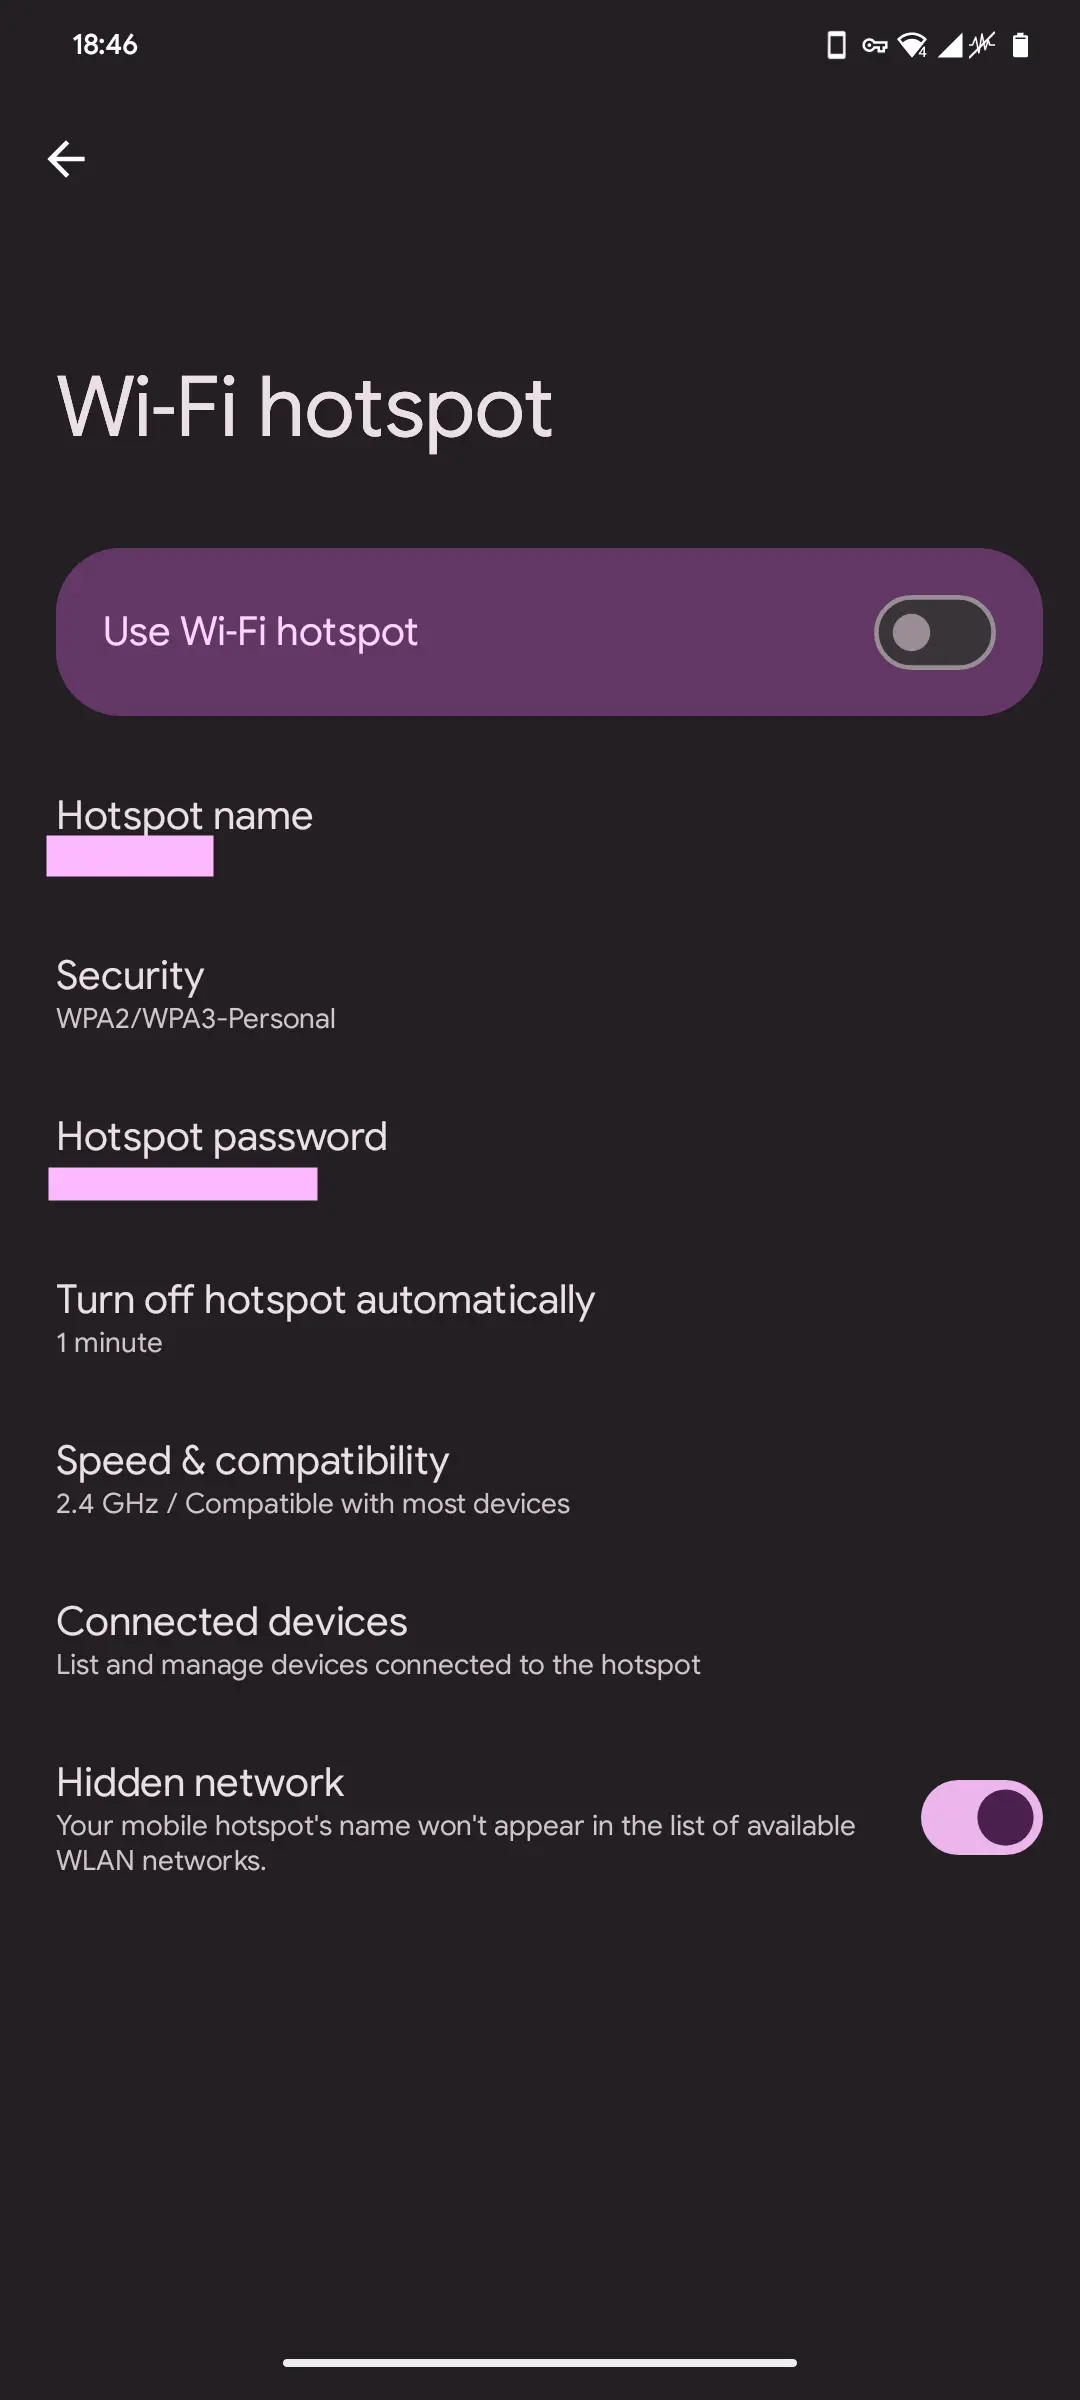 18:46
4
Wi-Fi hotspot
Use Wi-Fi hotspot
Hotspot name
Security
WPA2/WPA3-Personal
Hotspot password
Turn off hotspot automatically
1 minute
Speed & compatibility
2.4 GHz / Compatible with most devices
Connected devices
List and manage devices connected to the hotspot
Hidden network
Your mobile hotspot's name won't appear in the list of available
WLAN networks.